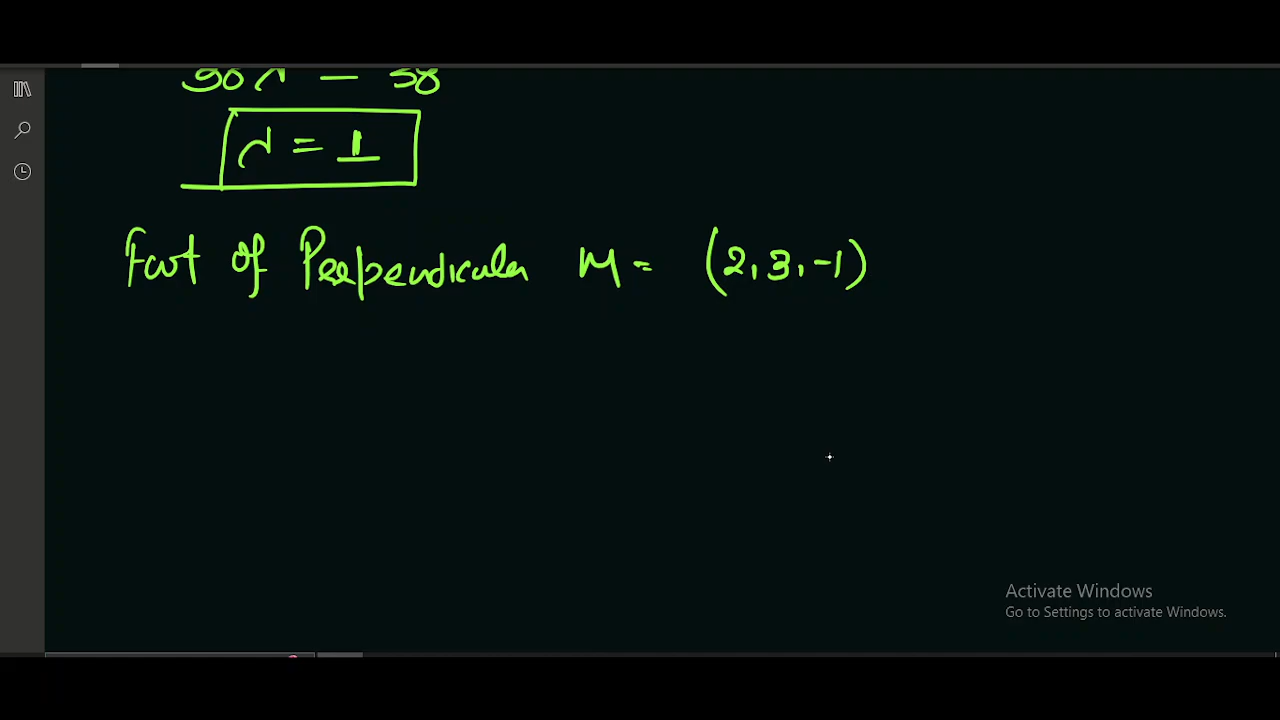 λ = 1
Foot of Perpendicular M = (2, 3, -1)
Activate Windows
Go to Settings to activate Windows.